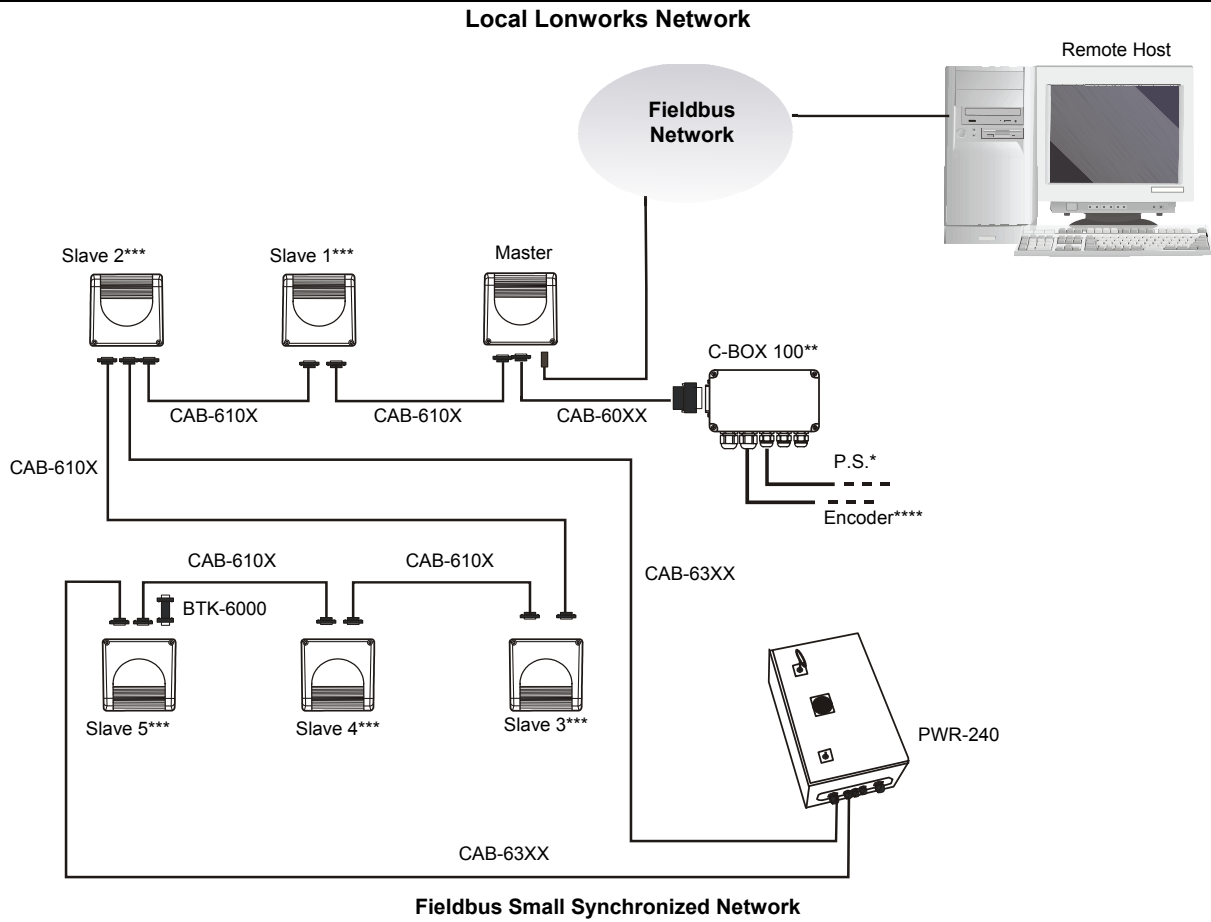 Local Lonworks Network
Remote Host
Fieldbus
Network
Slave 2***
Slave 1***
Master
C-BOX 100**
CAB-610X
CAB-610X
CAB-60XX
P.S.*
CAB-610X
Encoder****
CAB-610X
CAB-610X
CAB-63XX
BTK-6000
Slave 5***
Slave 4***
Slave 3***
PWR-240
CAB-63XX
Fieldbus Small Synchronized Network